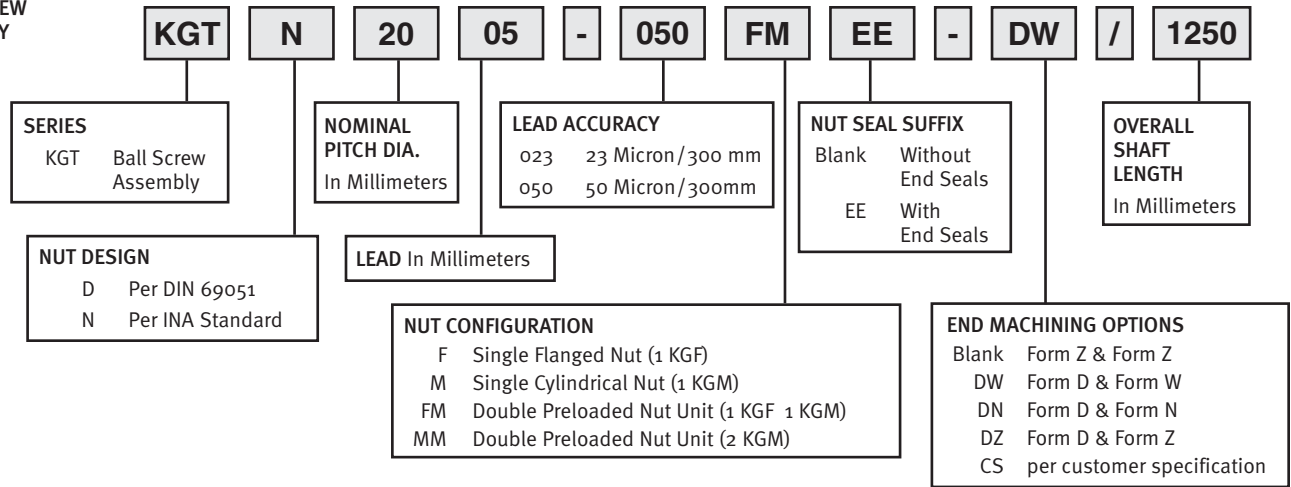 EW
Y
KGT N 20 05 - 050 FM EE - DW / 1250
SERIES
KGT Ball Screw
Assembly
NOMINAL
PITCH DIA.
In Millimeters
LEAD ACCURACY
023 23 Micron/300 mm
050 50 Micron/300mm
NUT SEAL SUFFIX
Blank Without
End Seals
EE With
End Seals
OVERALL
SHAFT
LENGTH
In Millimeters
NUT DESIGN
D Per DIN 69051
N Per INA Standard
LEAD In Millimeters
NUT CONFIGURATION
F Single Flanged Nut (1 KGF)
M Single Cylindrical Nut (1 KGM)
FM Double Preloaded Nut Unit (1 KGF 1 KGM)
MM Double Preloaded Nut Unit (2 KGM)
END MACHINING OPTIONS
Blank Form Z & Form Z
DW Form D & Form W
DN Form D & Form N
DZ Form D & Form Z
CS per customer specification